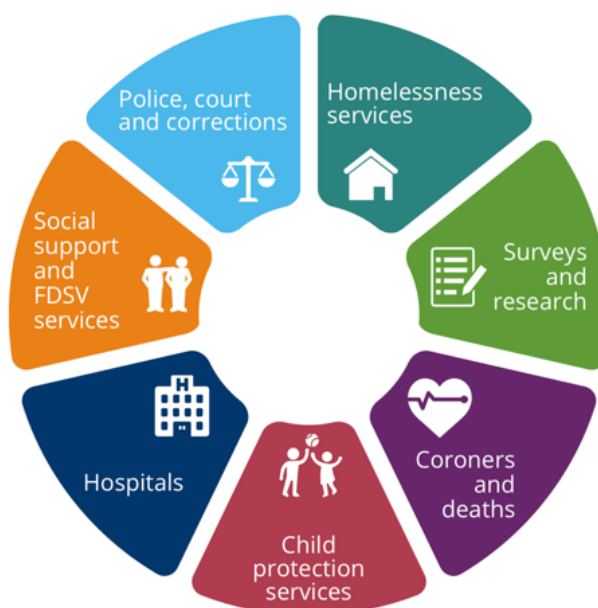 Police, court
and corrections
Homelessness
services
Surveys
and
research
Coroners
and
deaths
Child
protection
services
Hospitals
H
Social
support
and
FDSV
services